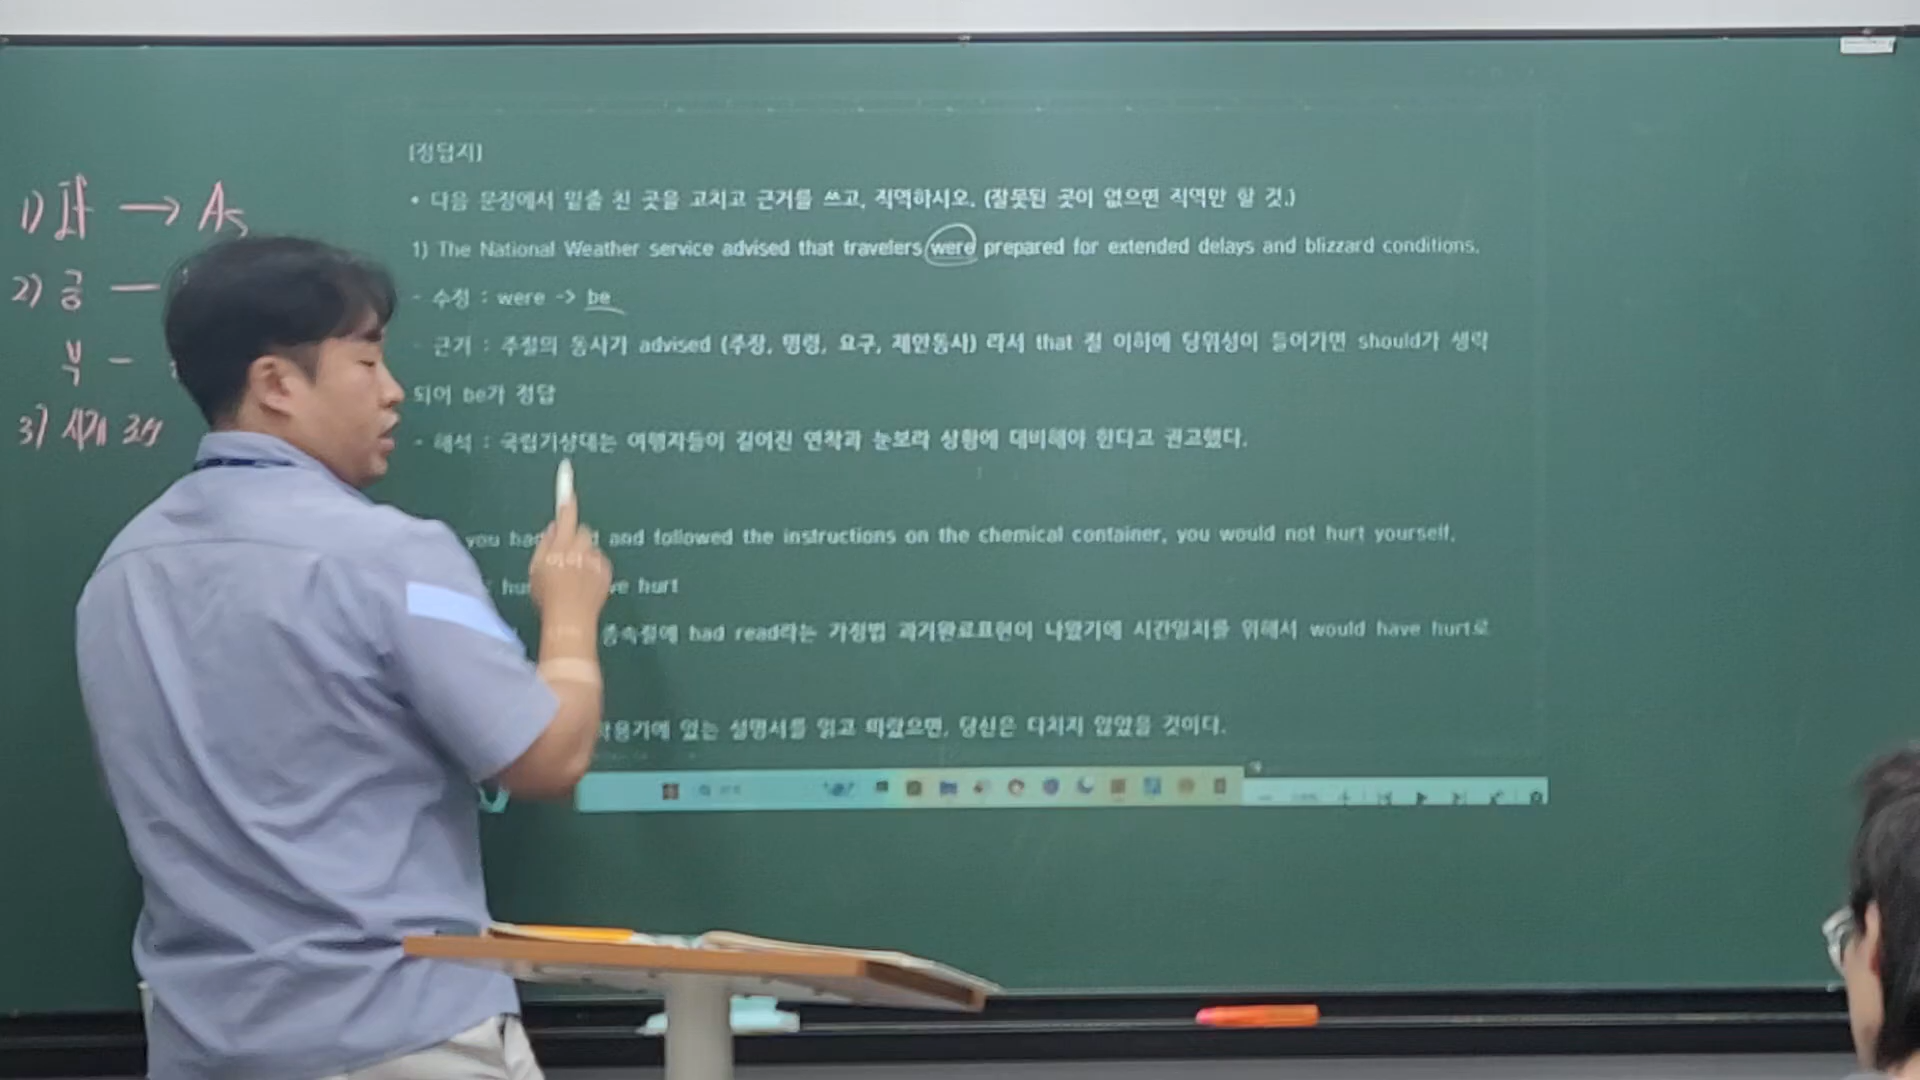 [정답지]
• 다음 문장에서 밑줄 친 곳을 고치고 근거를 쓰고, 직역하시오. (잘못된 곳이 없으면 직역만 할 것.)
1) The National Weather service advised that travelers were prepared for extended delays and blizzard conditions.
- 수정 : were -> be
- 근거 : 주절의 동사가 advised (주장, 명령, 요구, 제안동사) 라서 that 절 이하에 당위성이 들어가면 should가 생략
되어 be가 정답
- 해석 : 국립기상대는 여행자들이 길어진 연착과 눈보라 상황에 대비해야 한다고 권고했다.
you had and followed the instructions on the chemical container, you would not hurt yourself.
hurt
종속절에 had read라는 가정법 과거완료표현이 나왔기에 시간일치를 위해서 would have hurt로
있는 설명서를 읽고 따랐으면, 당신은 다치지 않았을 것이다.
1) → As
2) 긍 —
부 —
3)